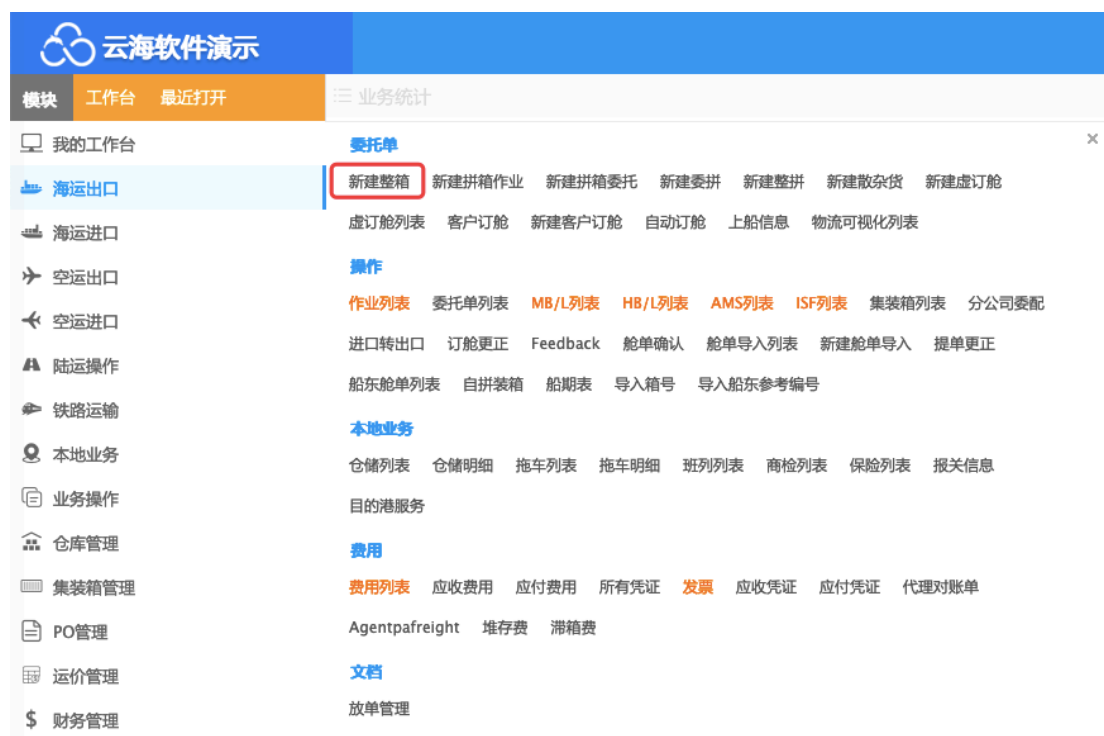 云海软件演示
模块 工作台 最近打开
业务统计
我的工作台
海运出口
海运进口
空运出口
空运进口
陆运操作
铁路运输
本地业务
业务操作
仓库管理
集装箱管理
PO管理
运价管理
财务管理
委托单
新建整箱 新建拼箱作业 新建拼箱委托 新建委拼 新建整拼 新建散杂货 新建虚订舱
虚订舱列表 客户订舱 新建客户订舱 自动订舱 上船信息 物流可视化列表
操作
作业列表 委托单列表 MB/L列表 HB/L列表 AMS列表 ISF列表 集装箱列表 分公司委配
进口转出口 订舱更正 Feedback 舱单确认 舱单导入列表 新建舱单导入 提单更正
船东舱单列表 自拼装箱 船期表 导入箱号 导入船东参考编号
本地业务
仓储列表 仓储明细 拖车列表 拖车明细 班列列表 商检列表 保险列表 报关信息
目的港服务
费用
费用列表 应收费用 应付费用 所有凭证 发票 应收凭证 应付凭证 代理对账单
Agentpafreight 堆存费 滞箱费
文档
放单管理